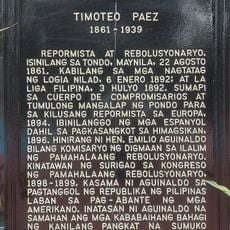 TIMOTEO PAEZ
1861-1939
REPORMISTA AT REBOLUSYONARYO.
ISINILANG SA TONDO, MAYNILA, 22 AGOSTO
1861. KABILANG SA MGA NAGTATAG
NG LOGIA NILAD, 6 ENERO 1892; AT LA
LIGA FILIPINA, 3 HULYO 1892. SUMAPI
SA CUERPO DE COMPROMISARIOS AT
TUMULONG MANGALAP NG PONDO PARA
SA KILUSANG REPORMISTA SA EUROPA,
1894. IBINILANGGO NG MGA ESPANYOL
DAHIL SA PAGKASANGKOT SA HIMAGSIKAN,
1896. HINIRANG NI HEN. EMILIO AGUINALDO
BILANG KOMISARYO NG DIGMAAN SA ILALIM
NG PAMAHALAANG REBOLUSYONARYO.
KINATAWAN NG SURIGAO SA KONGRESO
NG PAMAHALAANG REBOLUSYONARYO,
1898-1899. KASAMA NI AGUINALDO SA
PAGTANGGOL NG REPUBLIKA NG PILIPINAS
LABAN SA PAG-ABANTE NG MGA
AMERIKANO. INATASAN NI AGUINALDO NA
SAMAHAN ANG MGA KABABAIHANG BAHAGI
NG KANILANG PANGKAT NA SUMUKO